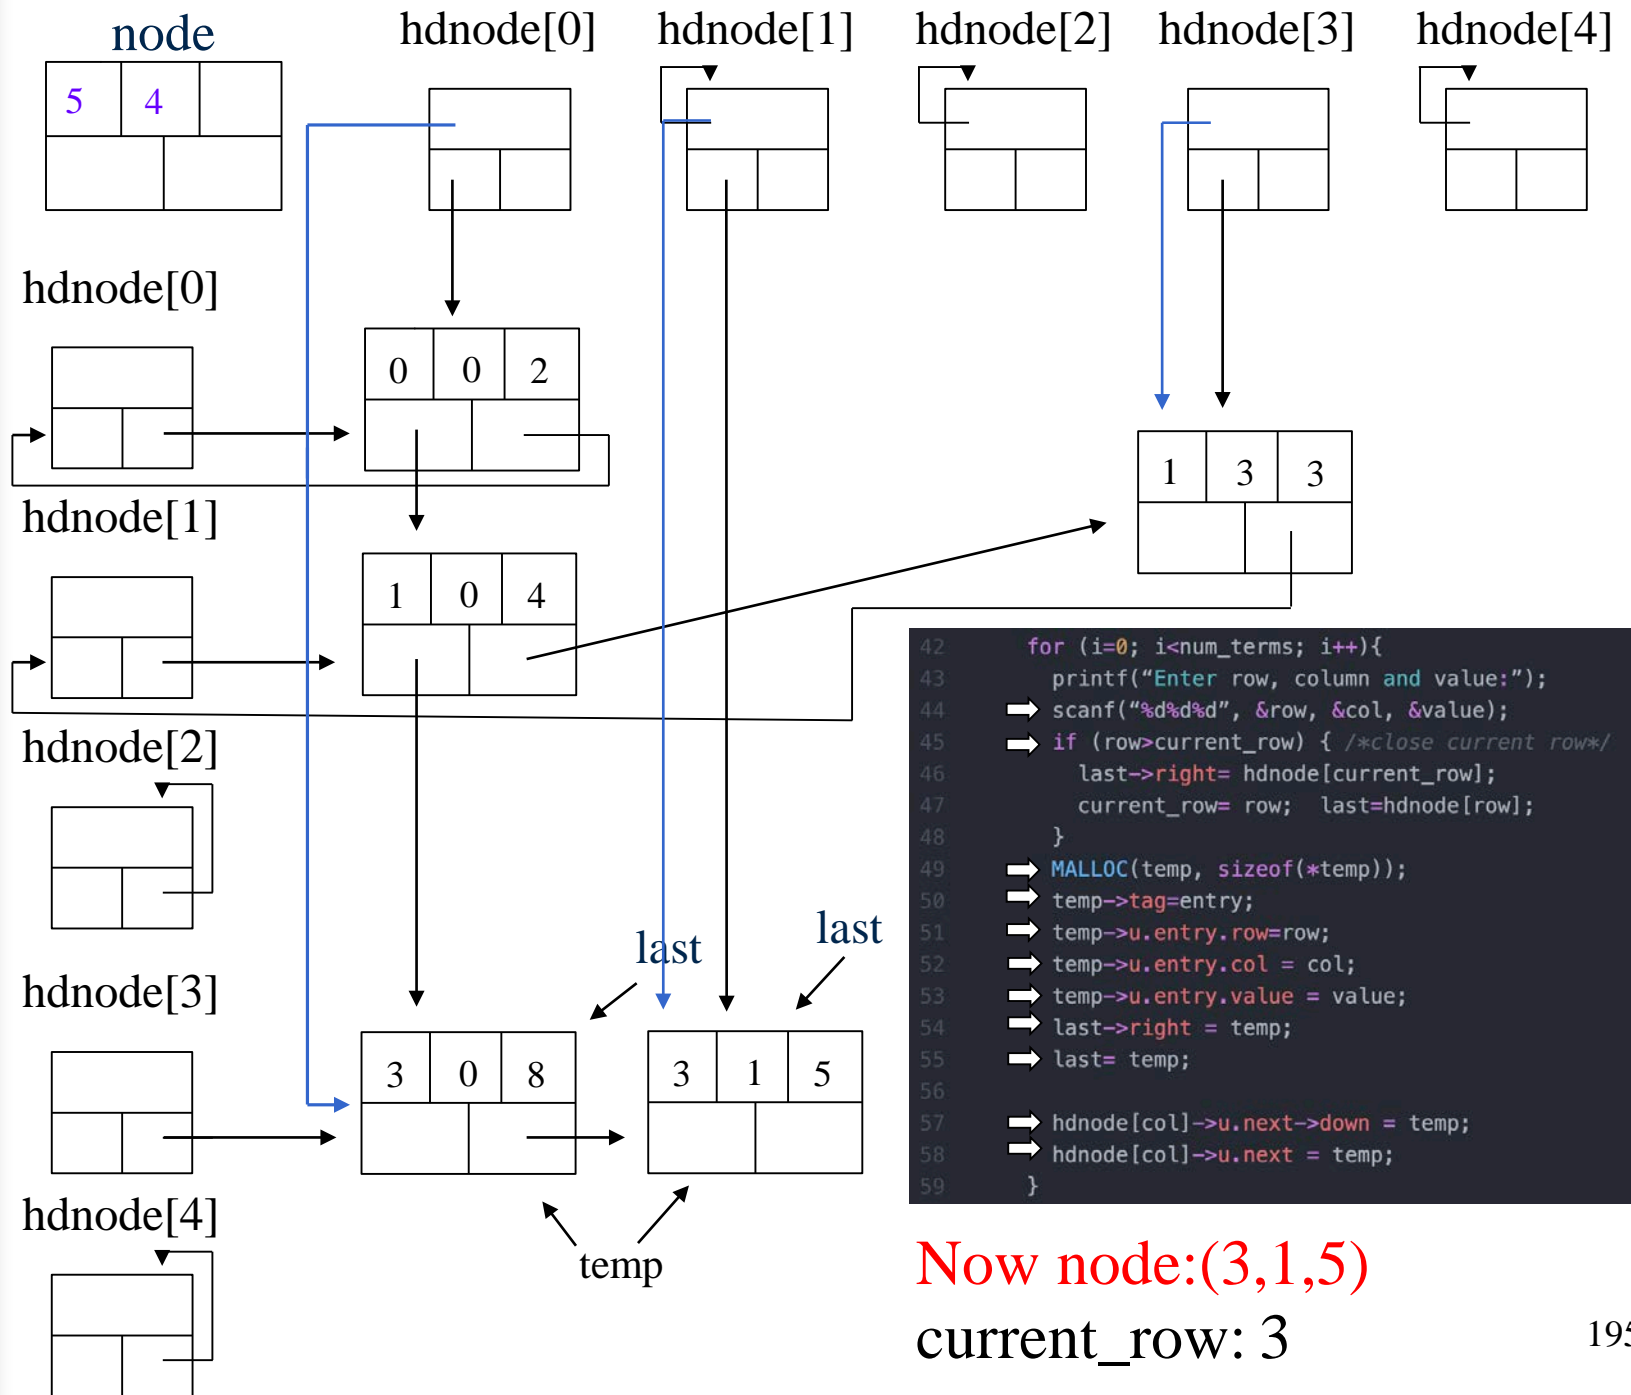 node
hdnode[0]
hdnode[1]
hdnode[2]
hdnode[3]
hdnode[4]
5 4
hdnode[0]
0 0 2
1 3 3
hdnode[1]
1 0 4
hdnode[2]
last
last
hdnode[3]
3 0 8
3 1 5
hdnode[4]
temp
42 for (i=0; i<num_terms; i++){
43 printf(“Enter row, column and value:”);
44 scanf(“%d%d%d”, &row, &col, &value);
45 if (row>current_row) { /*close current row*/
46 last->right= hdnode[current_row];
47 current_row= row; last=hdnode[row];
48 }
49 MALLOC(temp, sizeof(*temp));
50 temp->tag=entry;
51 temp->u.entry.row=row;
52 temp->u.entry.col = col;
53 temp->u.entry.value = value;
54 last->right = temp;
55 last= temp;
56
57 hdnode[col]->u.next->down = temp;
58 hdnode[col]->u.next = temp;
59 }
Now node:(3,1,5)
current_row: 3
195